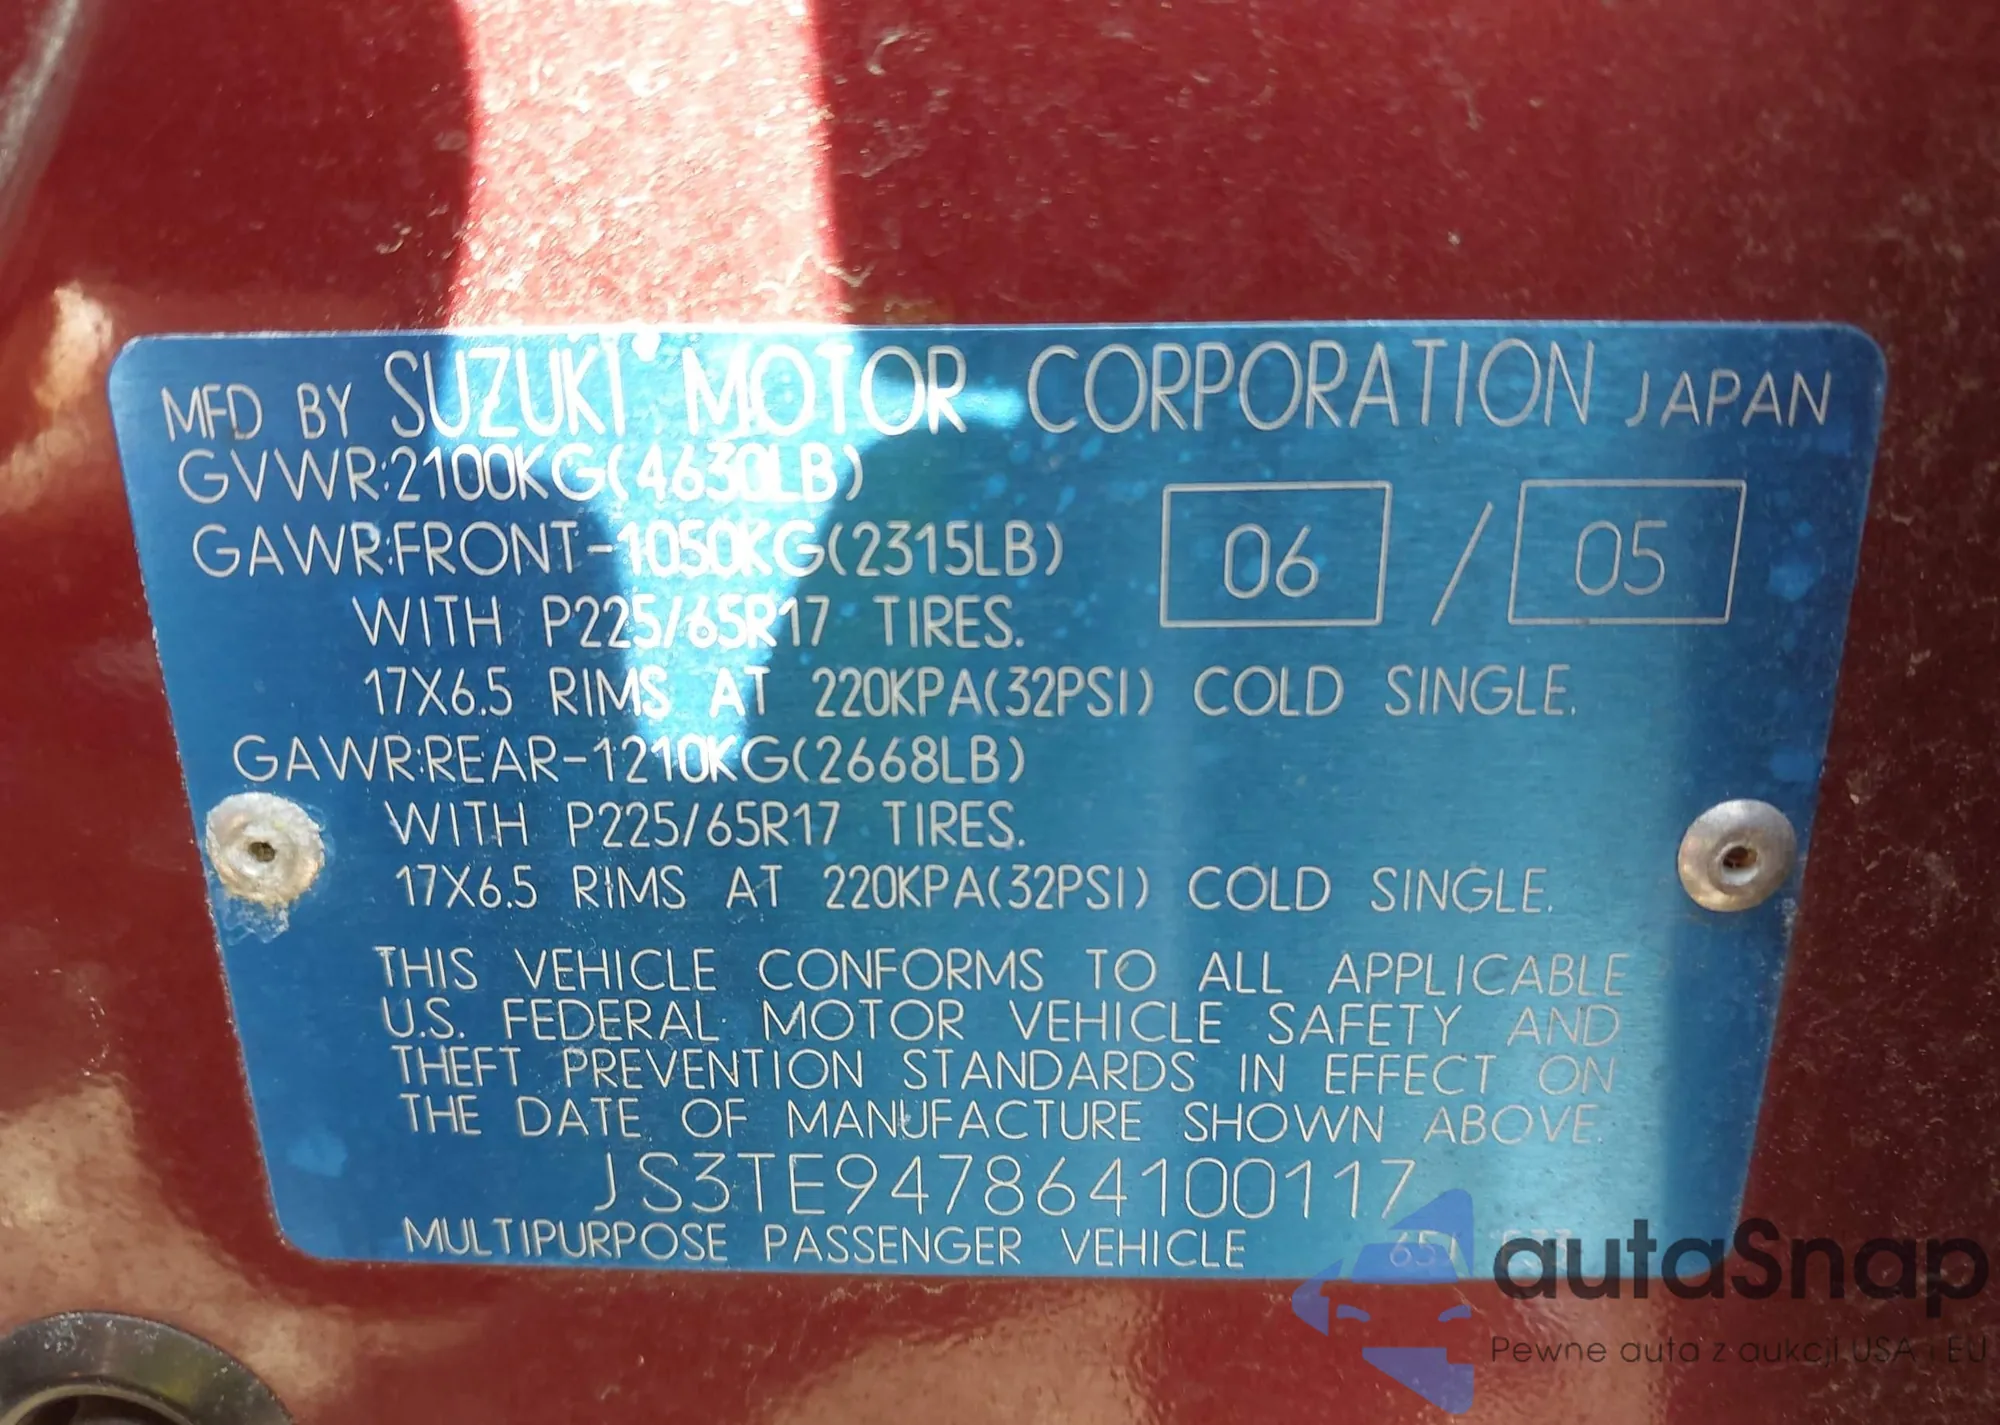 MFD BY SUZUKI MOTOR CORPORATION JAPAN
GVWR:2100KG(4630LB)
GAWR:FRONT-1050KG(2315LB)
06 / 05
WITH P225/65R17 TIRES.
17X6.5 RIMS AT 220KPA(32PSI) COLD SINGLE.
GAWR:REAR-1210KG(2668LB)
WITH P225/65R17 TIRES.
17X6.5 RIMS AT 220KPA(32PSI) COLD SINGLE.
THIS VEHICLE CONFORMS TO ALL APPLICABLE
U.S. FEDERAL MOTOR VEHICLE SAFETY AND
THEFT PREVENTION STANDARDS IN EFFECT ON
THE DATE OF MANUFACTURE SHOWN ABOVE.
JS3TE947864100117
MULTIPURPOSE PASSENGER VEHICLE
autaSnap
Pewne auta z aukcji USA i EU